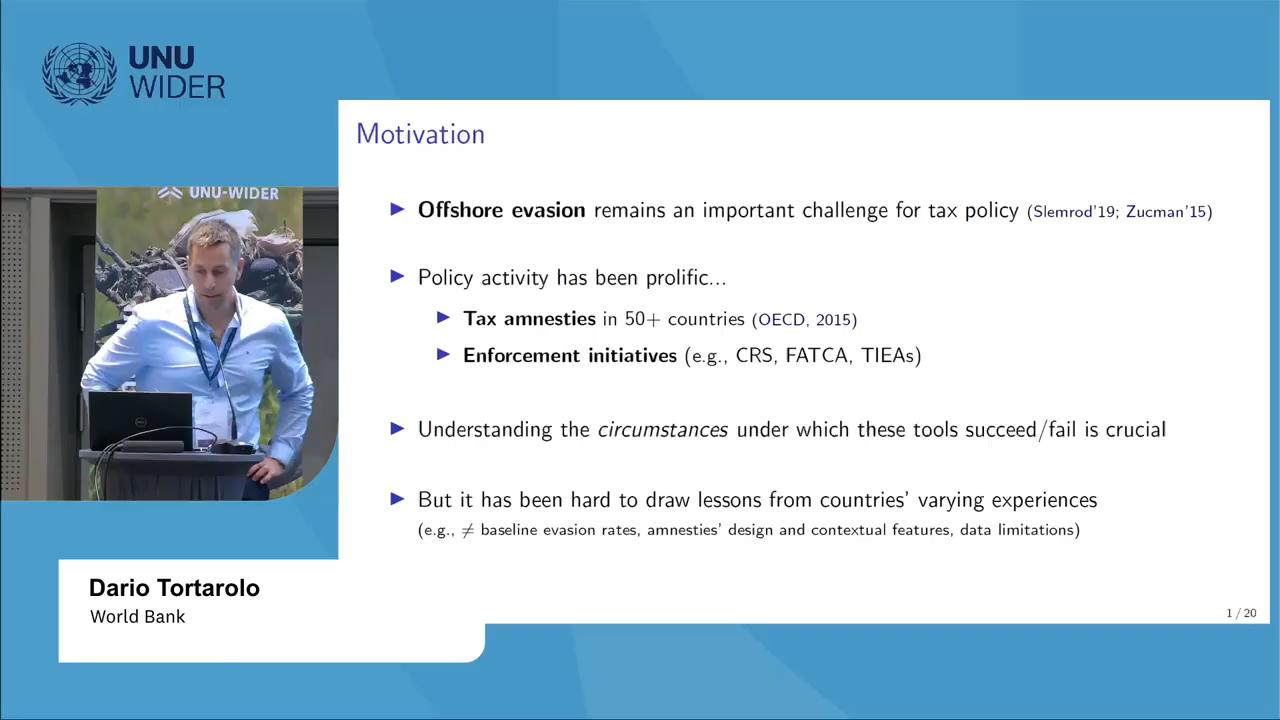 UNU
WIDER
UNU-WIDER
Motivation
▶ Offshore evasion remains an important challenge for tax policy (Slemrod'19; Zucman'15)
▶ Policy activity has been prolific...
▶ Tax amnesties in 50+ countries (OECD, 2015)
▶ Enforcement initiatives (e.g., CRS, FATCA, TIEAs)
▶ Understanding the circumstances under which these tools succeed/fail is crucial
▶ But it has been hard to draw lessons from countries' varying experiences
(e.g., ≠ baseline evasion rates, amnesties' design and contextual features, data limitations)
1 / 20
Dario Tortarolo
World Bank